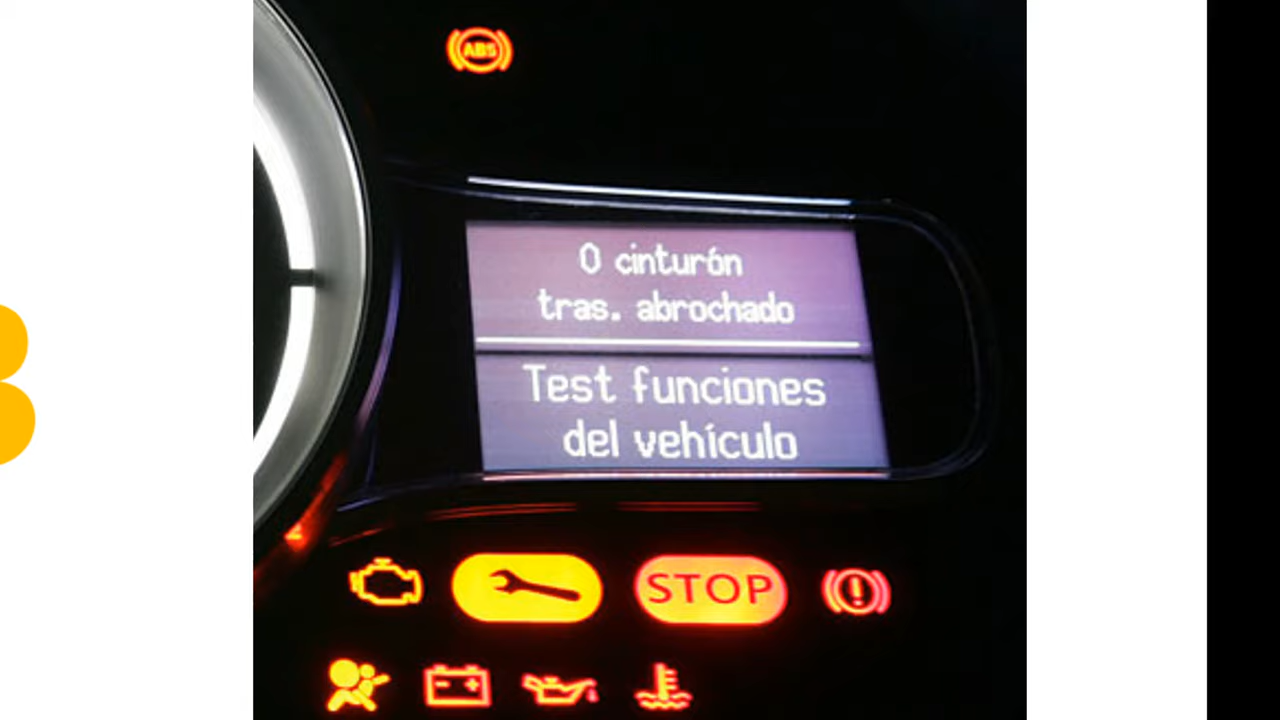 ABS
0 cinturón
tras. abrochado
Test funciones
del vehículo
STOP